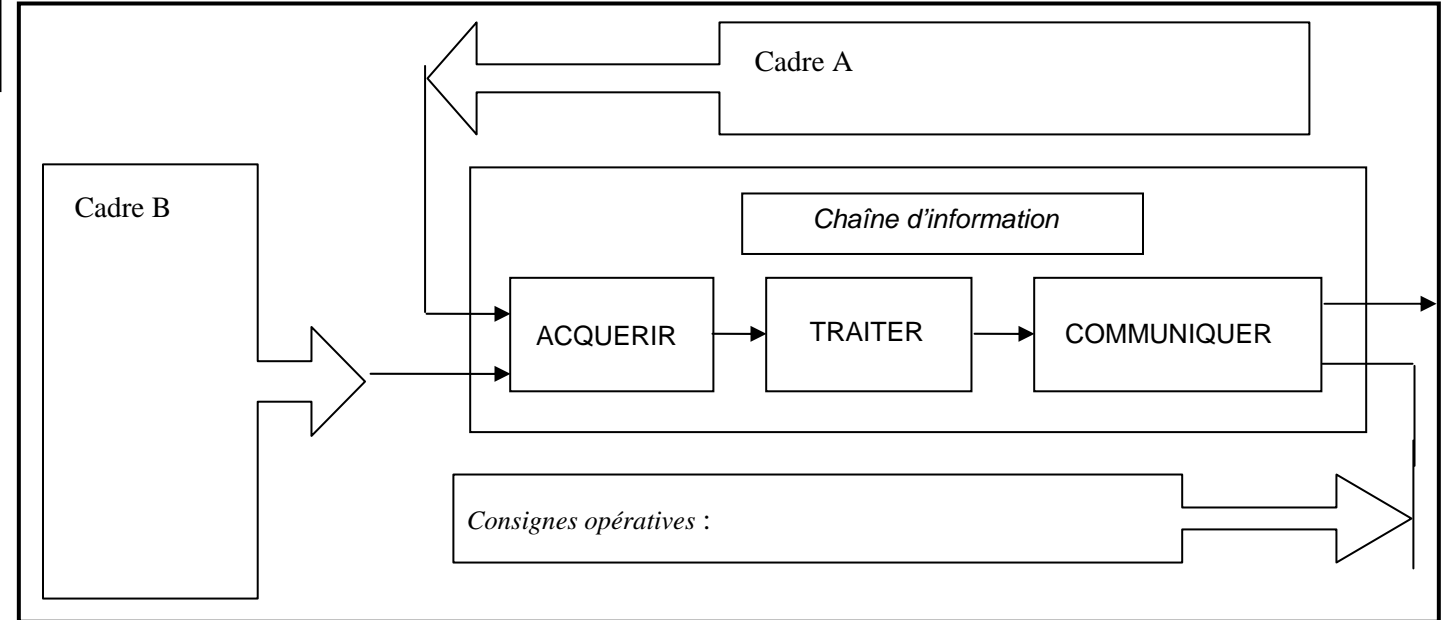 Cadre A
Cadre B
Chaîne d'information
ACQUERIR
TRAITER
COMMUNIQUER
Consignes opératives :